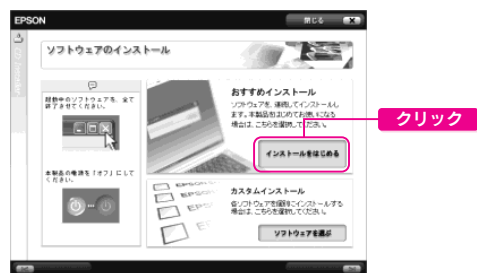 EPSON
閉じる
ソフトウェアのインストール
起動中のソフトウェアを、全て
終了させてください。
本製品の電源を「オフ」にして
ください。
おすすめインストール
ソフトウェアを、連続してインストールし
ます。本製品をはじめてお使いになる
場合は、こちらを選択してください。
インストールをはじめる
クリック
カスタムインストール
各ソフトウェアを個別にインストールする
場合は、こちらを選択してください。
ソフトウェアを選ぶ